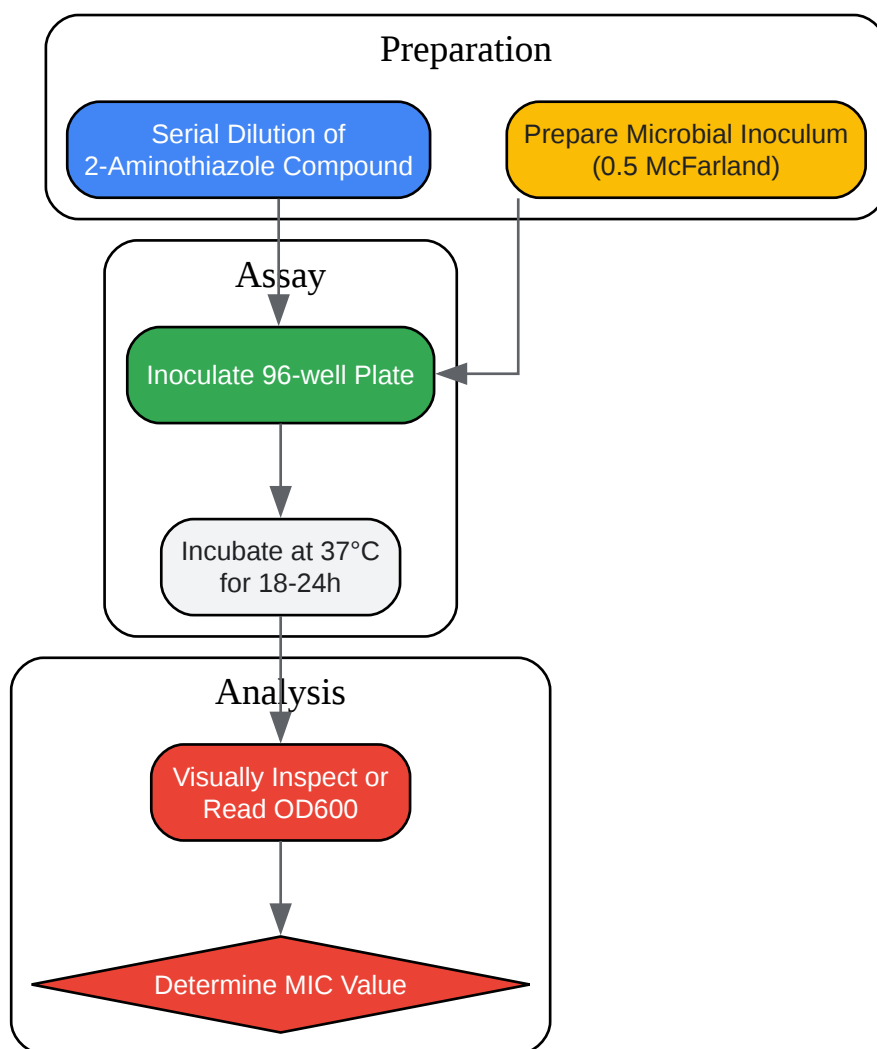 Preparation
Serial Dilution of
2-Aminothiazole Compound
Prepare Microbial Inoculum
(0.5 McFarland)
Assay
Inoculate 96-well Plate
Incubate at 37°C
for 18-24h
Analysis
Visually Inspect or
Read OD600
Determine MIC Value